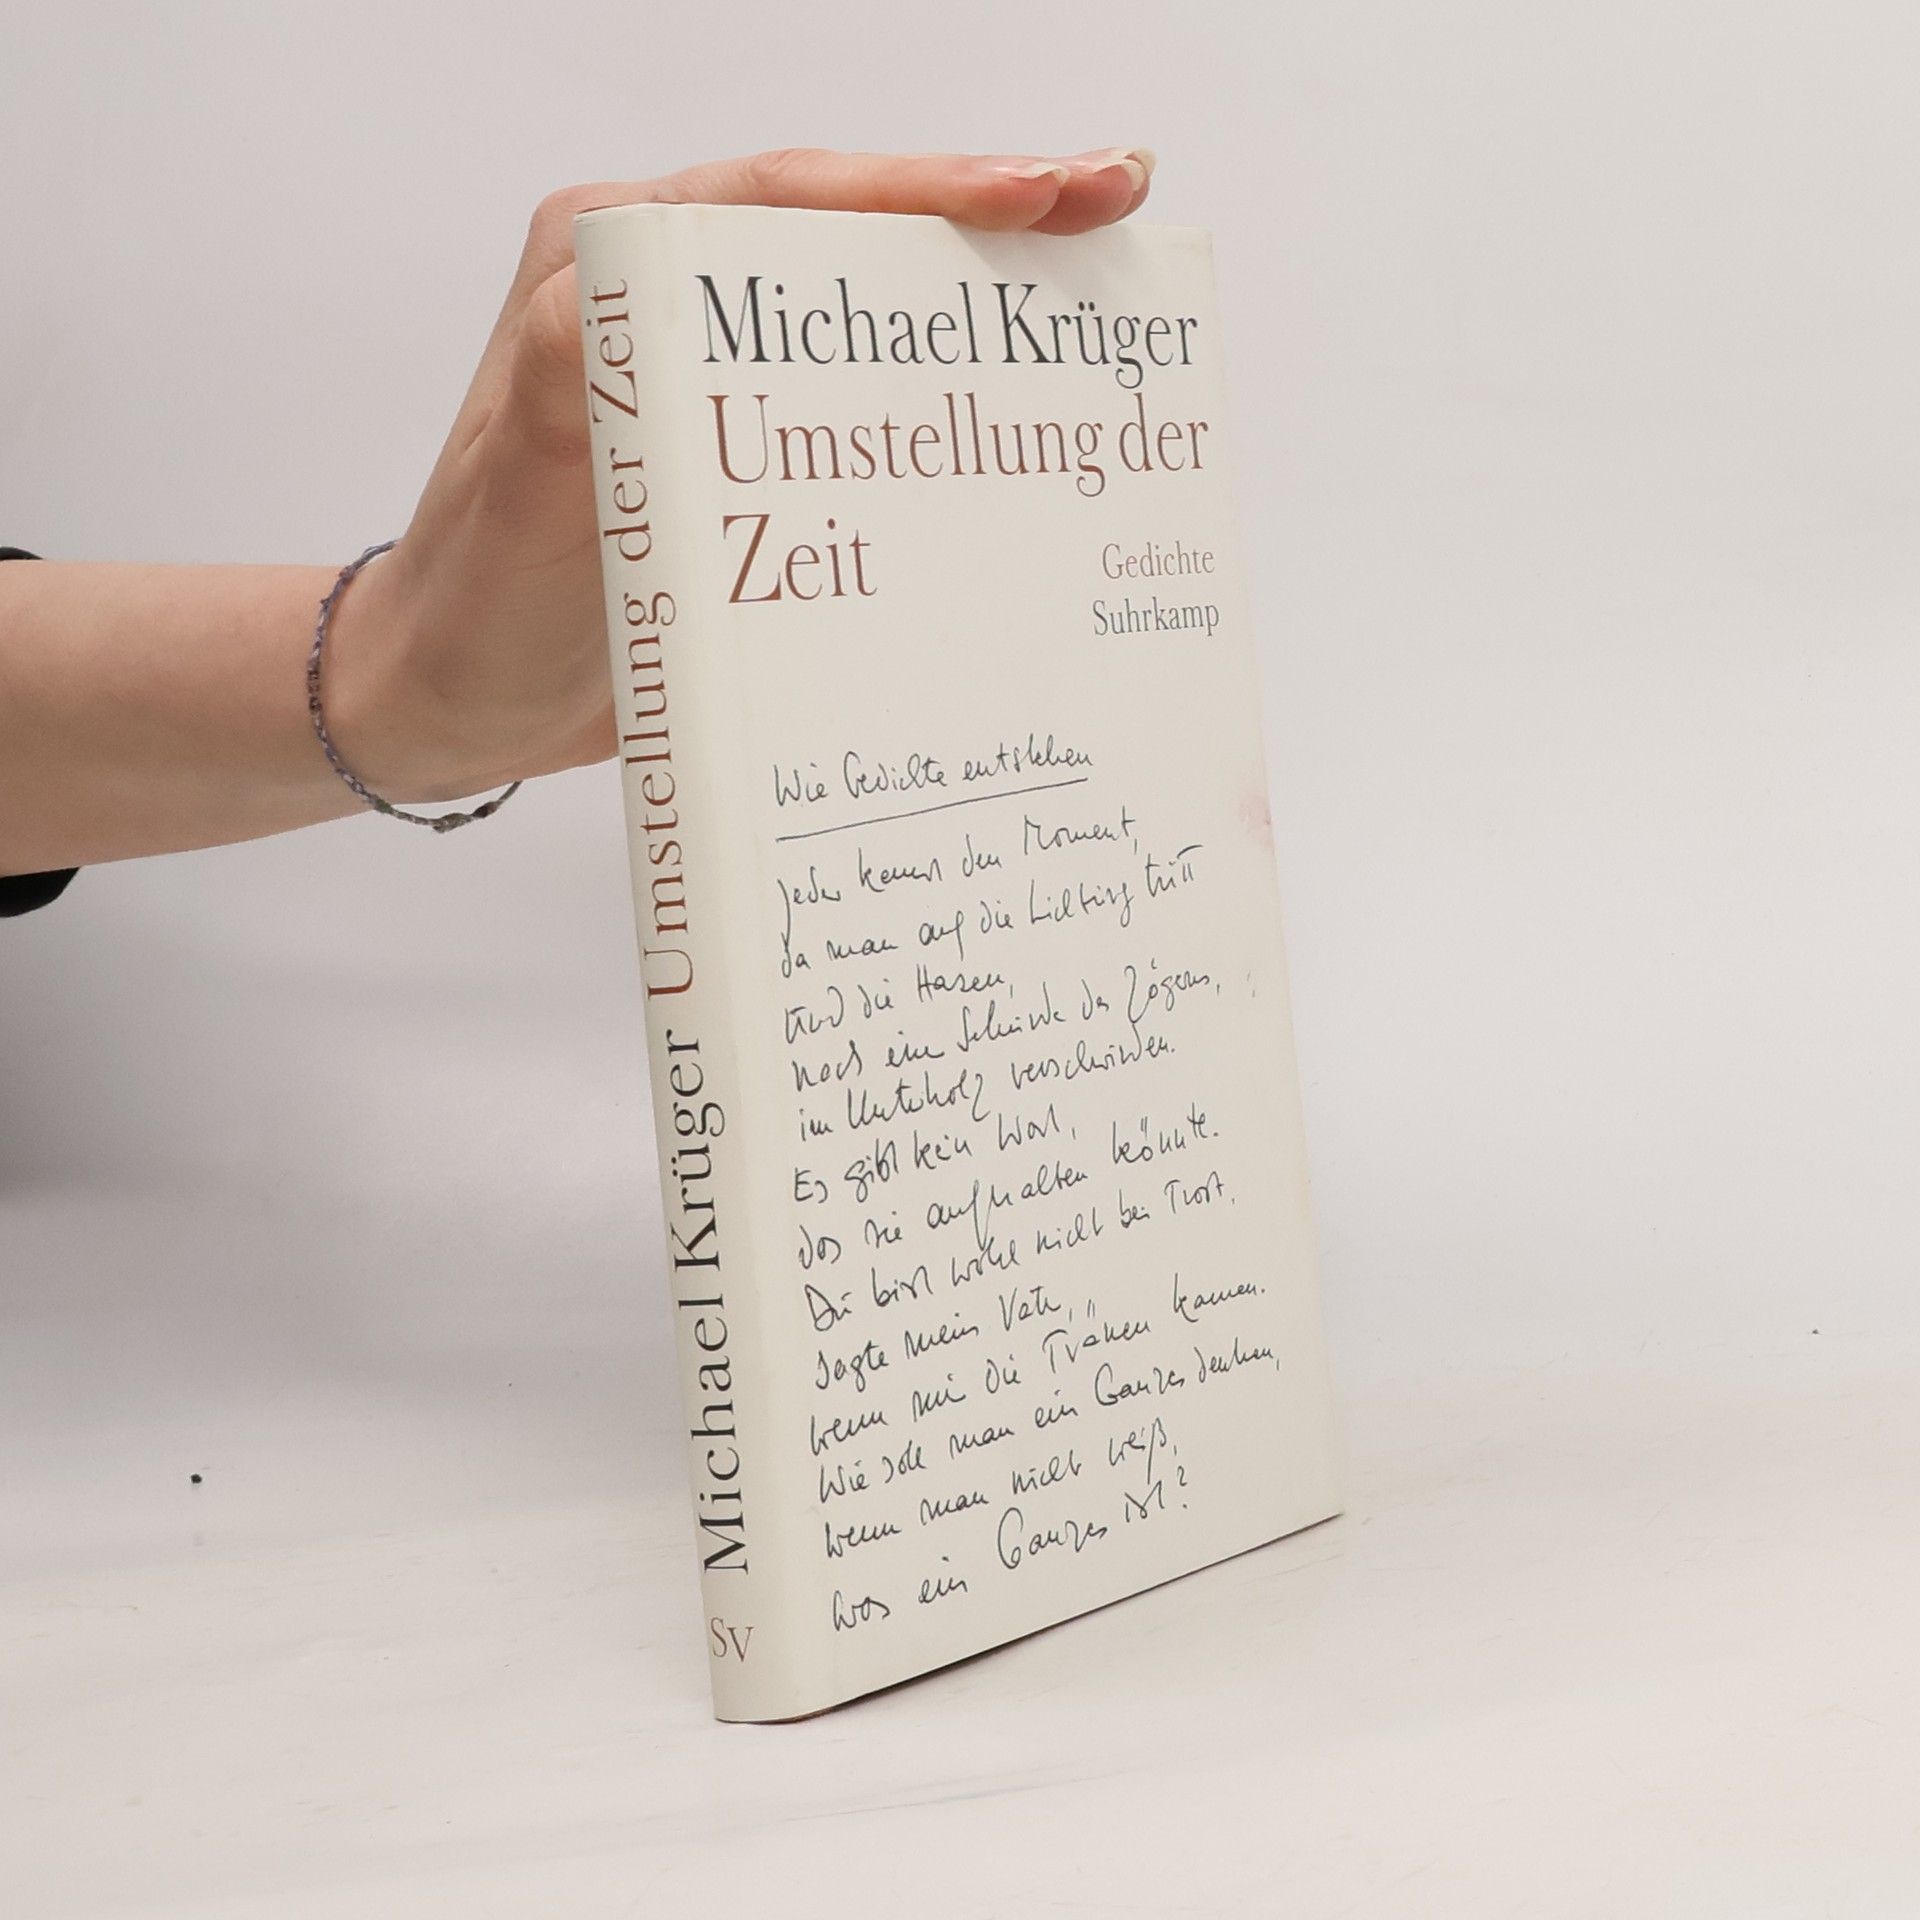 Michael Krüger Umstellung der Zeit
SV
Michael Krüger
Umstellung der
Zeit
Gedichte
Suhrkamp
Wie Gedichte entstehen
Jeder kennt den Moment,
da man auf die Lichtung tritt
und die Hasen,
nach einer Sekunde des Zögerns,
im Unterholz verschwinden.
Es gibt kein Wort,
das sie aufhalten könnte.
Du bist wohl nicht bei Trost,
sagte mein Vater,
wenn mir die Tränen kamen.
Wie soll man ein Ganzes denken,
wenn man nicht weiß,
was ein Ganzes ist?